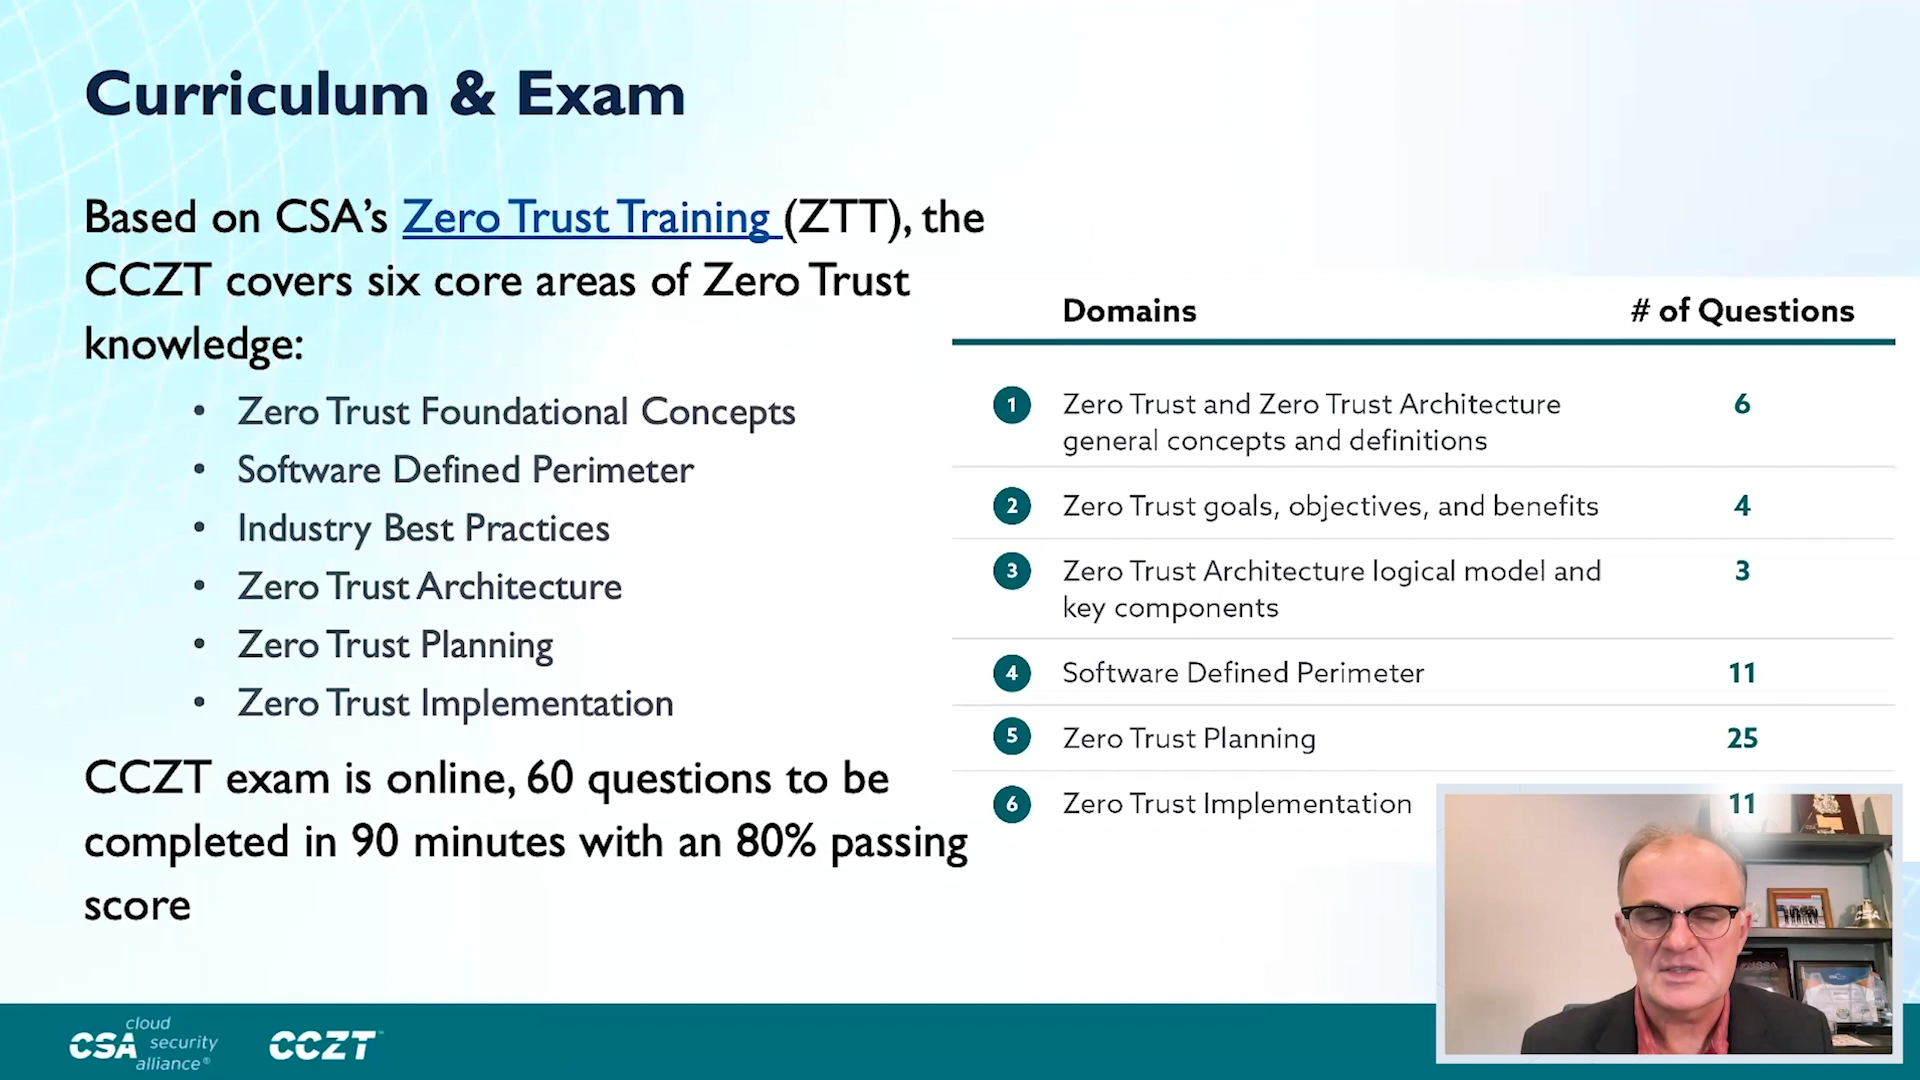 Curriculum & Exam
Based on CSA's Zero Trust Training (ZTT), the
CCZT covers six core areas of Zero Trust
knowledge:
• Zero Trust Foundational Concepts
• Software Defined Perimeter
• Industry Best Practices
• Zero Trust Architecture
• Zero Trust Planning
• Zero Trust Implementation
CCZT exam is online, 60 questions to be
completed in 90 minutes with an 80% passing
score
Domains # of Questions
1 Zero Trust and Zero Trust Architecture 6
general concepts and definitions
2 Zero Trust goals, objectives, and benefits 4
3 Zero Trust Architecture logical model and 3
key components
4 Software Defined Perimeter 11
5 Zero Trust Planning 25
6 Zero Trust Implementation 11
CSA cloud
security
alliance®
CCZT™
CSA